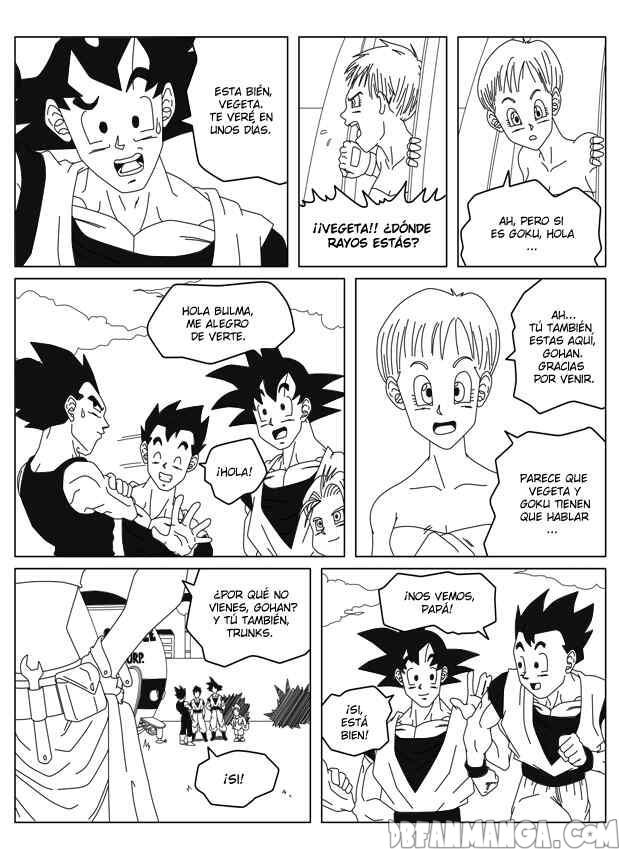 ESTA BIÉN,
VEGETA.
TE VERÉ EN
UNOS DÍAS.
¡¡VEGETA!! ¿DÓNDE
RAYOS ESTÁS?
AH, PERO SI
ES GOKU, HOLA
...
HOLA BULMA,
ME ALEGRO
DE VERTE.
¡HOLA!
AH...
TÚ TAMBIÉN
ESTAS AQUÍ,
GOHAN.
GRACIAS
POR VENIR.
PARECE QUE
VEGETA Y
GOKU TIENEN
QUE HABLAR
...
¿POR QUÉ NO
VIENES, GOHAN?
Y TÚ TAMBIÉN,
TRUNKS.
RP.
¡SI!
¡NOS VEMOS,
PAPÁ!
¡SI,
ESTÁ
BIEN!
DBFANMANGA.COM